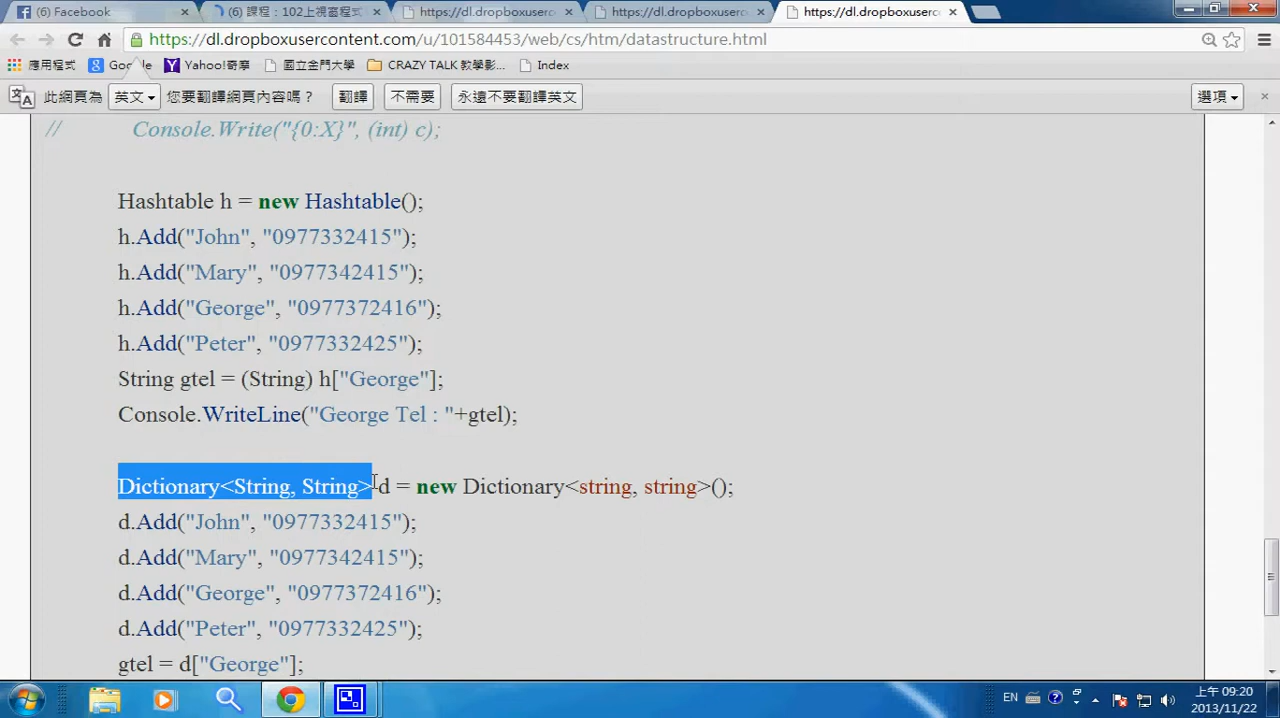 (6) Facebook
(6) 課程：102上視窗程式
https://dl.dropboxusercontent.
https://dl.dropboxusercontent.
https://dl.dropboxusercontent.
https://dl.dropboxusercontent.com/u/101584453/web/cs/htm/datastructure.html
應用程式
Google
Yahoo!奇摩
國立金門大學
CRAZY TALK 教學影...
Index
此網頁為 英文 您要翻譯網頁內容嗎？ 翻譯 不需要 永遠不要翻譯英文 選項
// Console.Write("{0:X}", (int) c);
Hashtable h = new Hashtable();
h.Add("John", "0977332415");
h.Add("Mary", "0977342415");
h.Add("George", "0977372416");
h.Add("Peter", "0977332425");
String gtel = (String) h["George"];
Console.WriteLine("George Tel : "+gtel);
Dictionary<String, String> d = new Dictionary<string, string>();
d.Add("John", "0977332415");
d.Add("Mary", "0977342415");
d.Add("George", "0977372416");
d.Add("Peter", "0977332425");
gtel = d["George"];
EN
上午 09:20
2013/11/22